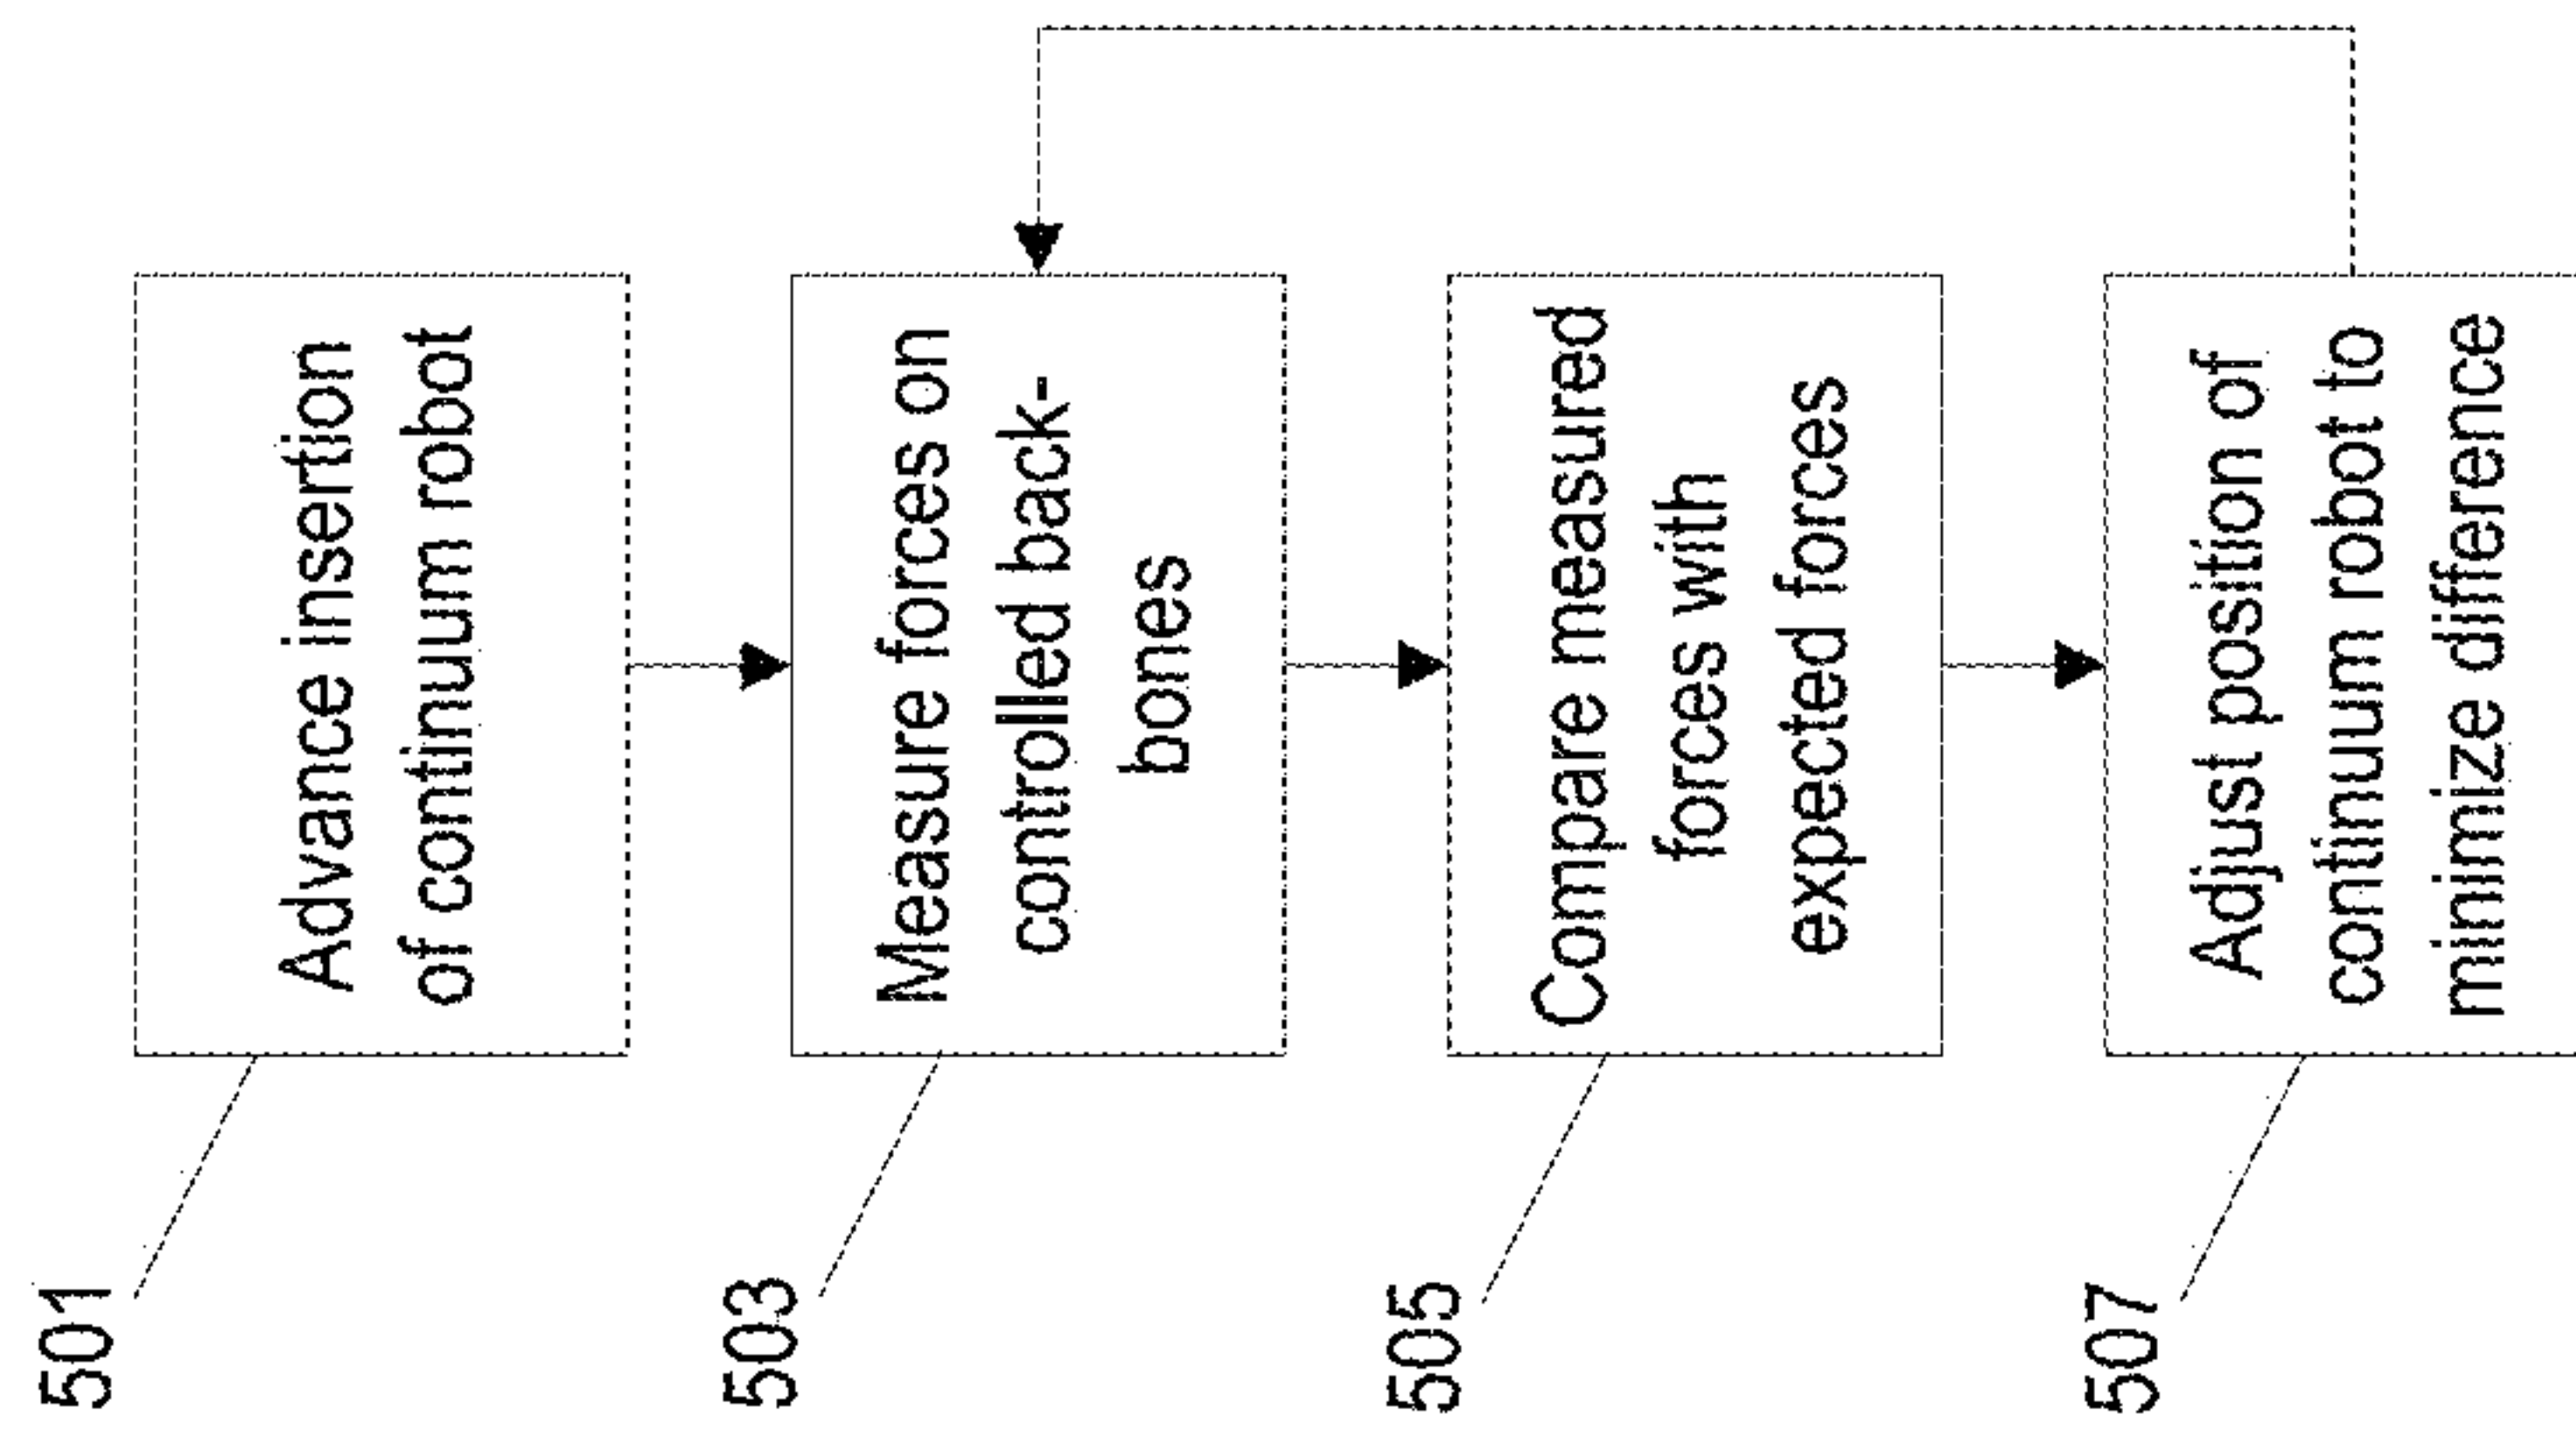 501
Advance insertion
of continuum robot
503
Measure forces on
controlled back-
bones
505
Compare measured
forces with
expected forces
507
Adjust position of
continuum robot to
minimize difference